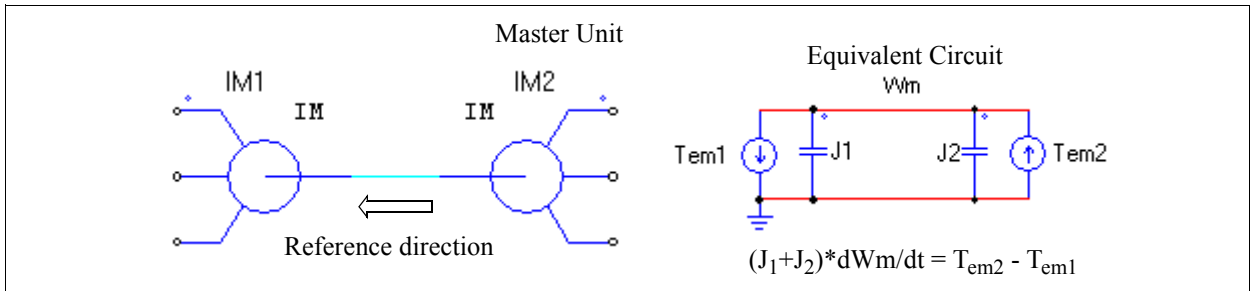 Master Unit
IM1
IM
IM
IM2
Reference direction
Equivalent Circuit
Wm
Tem1
J1
J2
Tem2
(J1+J2)*dWm/dt = Tem2 - Tem1